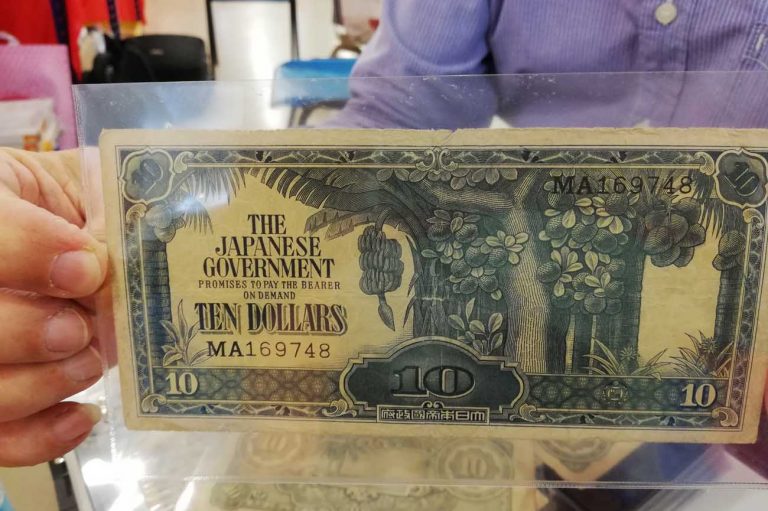 10
MA169748
10
THE
JAPANESE
GOVERNMENT
PROMISES TO PAY THE BEARER
ON DEMAND
TEN DOLLARS
MA169748
10
10
10
府政國帝本日大